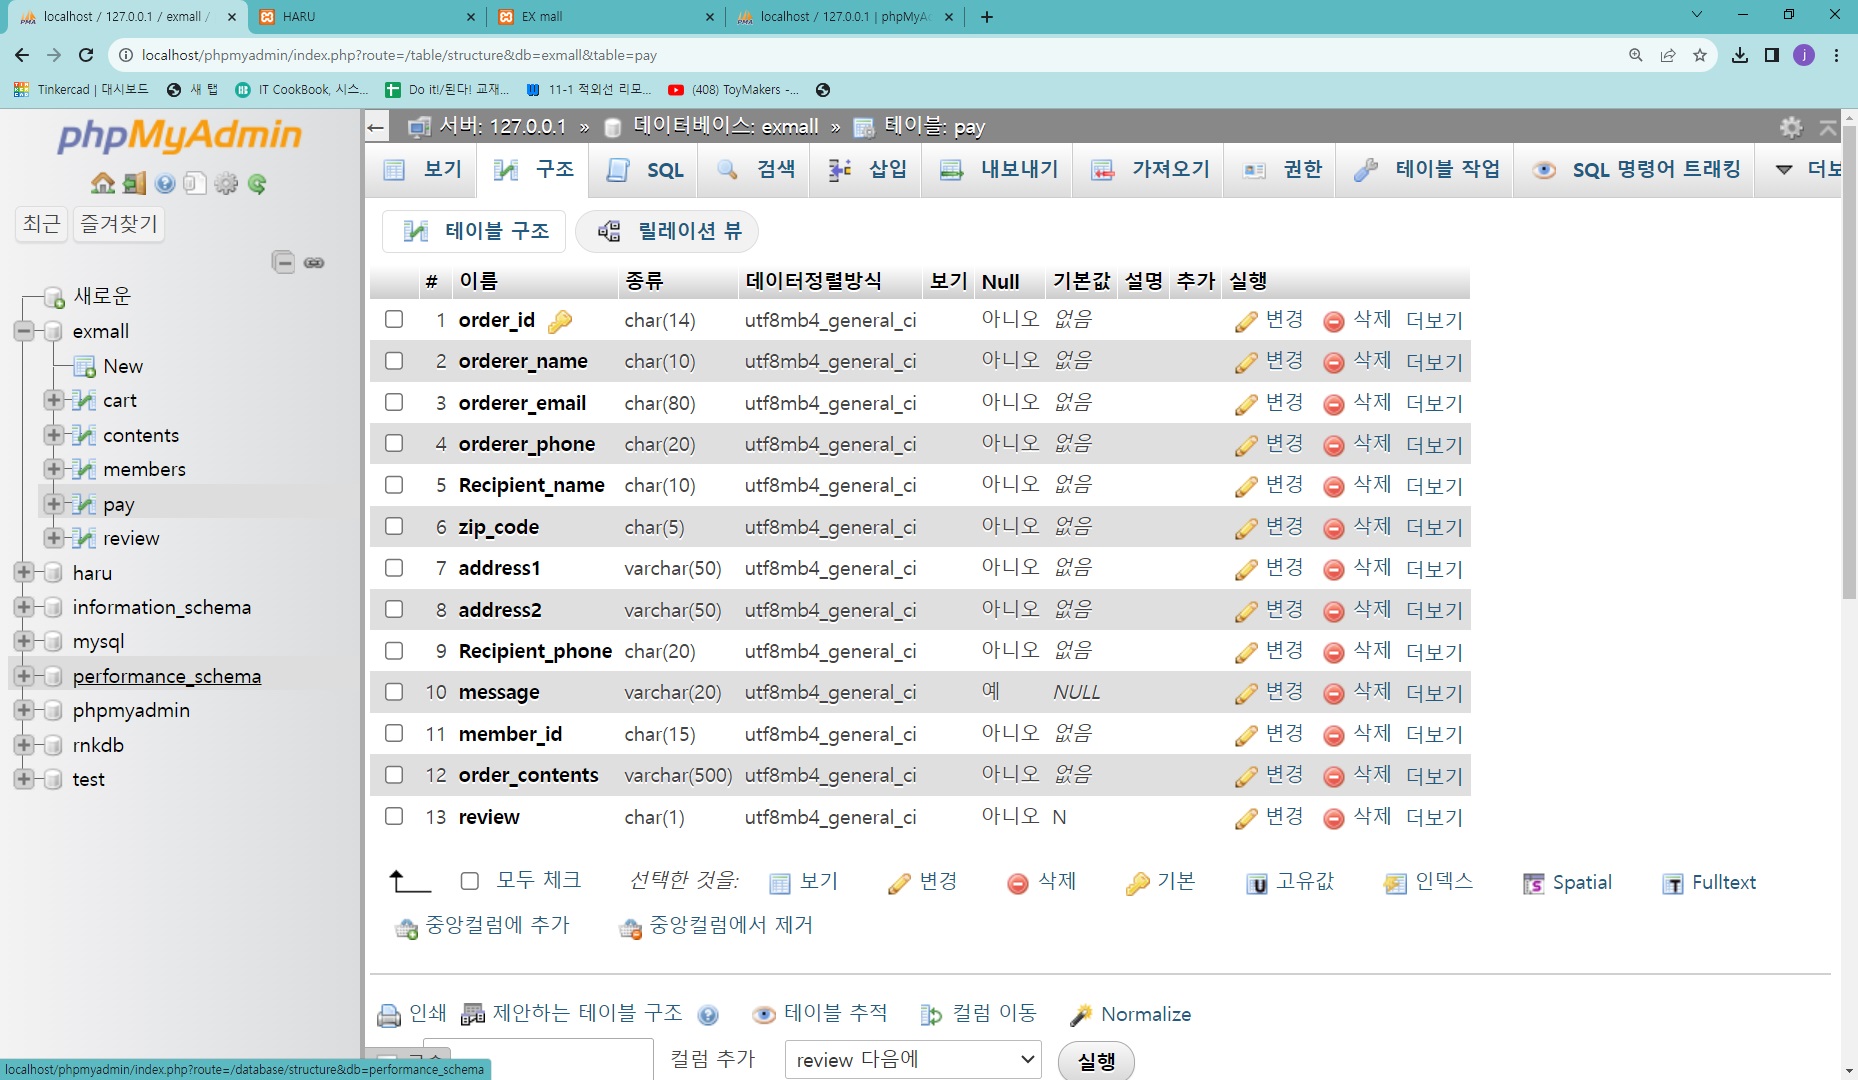 localhost / 127.0.0.1 / exmall /
HARU
EX mall
localhost / 127.0.0.1 | phpMyAd
localhost/phpmyadmin/index.php?route=/table/structure&db=exmall&table=pay
j
Tinkercad | 대시보드
새 탭
IT CookBook, 시스...
Do it!/된다! 교재...
11-1 적외선 리모...
(408) ToyMakers -...
phpMyAdmin
최근 즐겨찾기
새로운
exmall
New
cart
contents
members
pay
review
haru
information_schema
mysql
performance_schema
phpmyadmin
rnkdb
test
서버: 127.0.0.1 » 데이터베이스: exmall » 테이블: pay
보기 구조 SQL 검색 삽입 내보내기 가져오기 권한 테이블 작업 SQL 명령어 트래킹 더보
테이블 구조 릴레이션 뷰
# 이름 종류 데이터정렬방식 보기 Null 기본값 설명 추가 실행
1 order_id char(14) utf8mb4_general_ci 아니오 없음 변경 삭제 더보기
2 orderer_name char(10) utf8mb4_general_ci 아니오 없음 변경 삭제 더보기
3 orderer_email char(80) utf8mb4_general_ci 아니오 없음 변경 삭제 더보기
4 orderer_phone char(20) utf8mb4_general_ci 아니오 없음 변경 삭제 더보기
5 Recipient_name char(10) utf8mb4_general_ci 아니오 없음 변경 삭제 더보기
6 zip_code char(5) utf8mb4_general_ci 아니오 없음 변경 삭제 더보기
7 address1 varchar(50) utf8mb4_general_ci 아니오 없음 변경 삭제 더보기
8 address2 varchar(50) utf8mb4_general_ci 아니오 없음 변경 삭제 더보기
9 Recipient_phone char(20) utf8mb4_general_ci 아니오 없음 변경 삭제 더보기
10 message varchar(20) utf8mb4_general_ci 예 NULL 변경 삭제 더보기
11 member_id char(15) utf8mb4_general_ci 아니오 없음 변경 삭제 더보기
12 order_contents varchar(500) utf8mb4_general_ci 아니오 없음 변경 삭제 더보기
13 review char(1) utf8mb4_general_ci 아니오 N 변경 삭제 더보기
모두 체크 선택한 것을: 보기 변경 삭제 기본 고유값 인덱스 Spatial Fulltext
중앙컬럼에 추가 중앙컬럼에서 제거
인쇄 제안하는 테이블 구조 테이블 추적 컬럼 이동 Normalize
컬럼 추가 review 다음에 실행
localhost/phpmyadmin/index.php?route=/database/structure&db=performance_schema